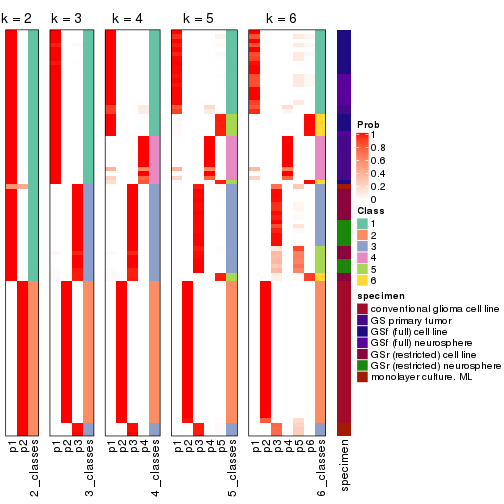 k = 2 k = 3 k = 4 k = 5 k = 6
Prob
1
0.8
0.6
0.4
0.2
0
Class
1
2
3
4
5
6
specimen
conventional glioma cell line
GS primary tumor
GSf (full) cell line
GSf (full) neurosphere
GSr (restricted) cell line
GSr (restricted) neurosphere
monolayer culture, ML
p1 p2 2_classes p1 p2 p3 3_classes p1 p2 p3 p4 4_classes p1 p2 p3 p4 p5 5_classes p1 p2 p3 p4 p5 p6 6_classes specimen